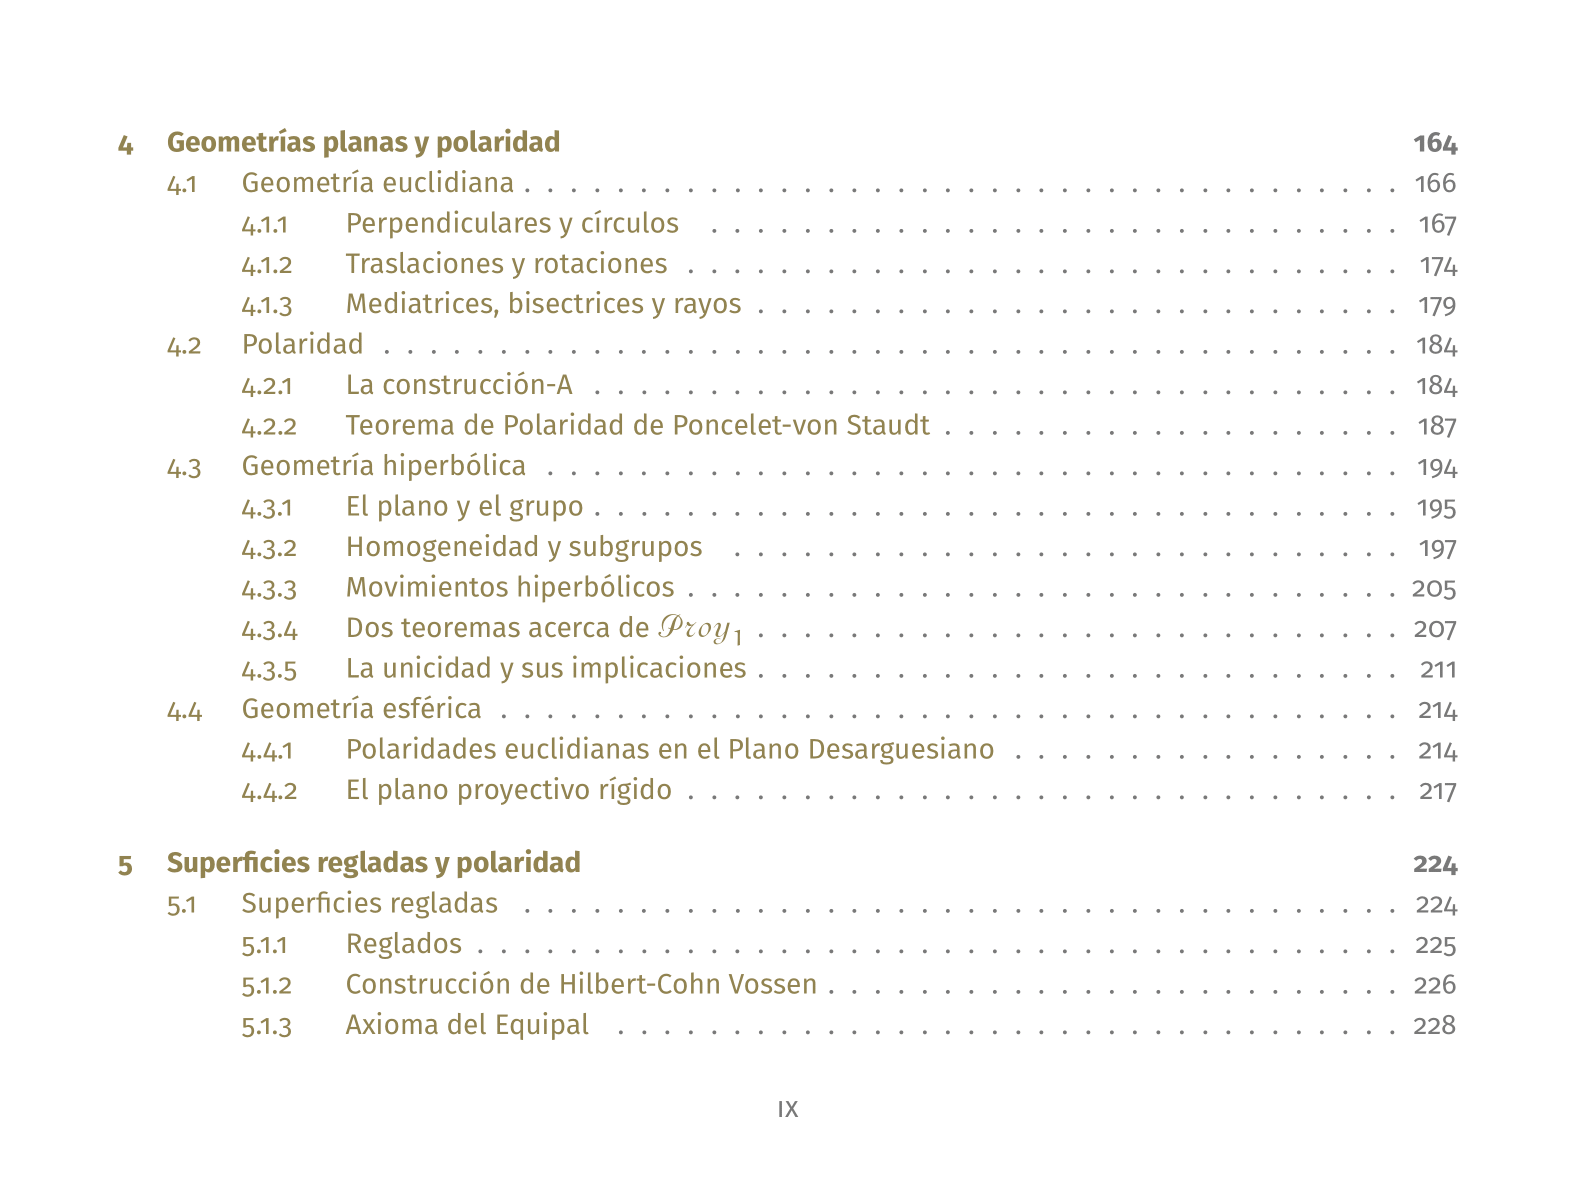 4 Geometrías planas y polaridad 164
4.1 Geometría euclidiana . . . . . . . . . . . . . . . . . . . . . . . . . . . . . . . . . . . . . . 166
4.1.1 Perpendiculares y círculos . . . . . . . . . . . . . . . . . . . . . . . . . . . . . . 167
4.1.2 Traslaciones y rotaciones . . . . . . . . . . . . . . . . . . . . . . . . . . . . . . . 174
4.1.3 Mediatrices, bisectrices y rayos . . . . . . . . . . . . . . . . . . . . . . . . . . . . 179
4.2 Polaridad . . . . . . . . . . . . . . . . . . . . . . . . . . . . . . . . . . . . . . . . . . . . 184
4.2.1 La construcción-A . . . . . . . . . . . . . . . . . . . . . . . . . . . . . . . . . . . 184
4.2.2 Teorema de Polaridad de Poncelet-von Staudt . . . . . . . . . . . . . . . . . . . . 187
4.3 Geometría hiperbólica . . . . . . . . . . . . . . . . . . . . . . . . . . . . . . . . . . . . . 194
4.3.1 El plano y el grupo . . . . . . . . . . . . . . . . . . . . . . . . . . . . . . . . . . . 195
4.3.2 Homogeneidad y subgrupos . . . . . . . . . . . . . . . . . . . . . . . . . . . . . 197
4.3.3 Movimientos hiperbólicos . . . . . . . . . . . . . . . . . . . . . . . . . . . . . . . 205
4.3.4 Dos teoremas acerca de 𝒫roy₁ . . . . . . . . . . . . . . . . . . . . . . . . . . . . 207
4.3.5 La unicidad y sus implicaciones . . . . . . . . . . . . . . . . . . . . . . . . . . . . 211
4.4 Geometría esférica . . . . . . . . . . . . . . . . . . . . . . . . . . . . . . . . . . . . . . . 214
4.4.1 Polaridades euclidianas en el Plano Desarguesiano . . . . . . . . . . . . . . . . . 214
4.4.2 El plano proyectivo rígido . . . . . . . . . . . . . . . . . . . . . . . . . . . . . . . 217
5 Superficies regladas y polaridad 224
5.1 Superficies regladas . . . . . . . . . . . . . . . . . . . . . . . . . . . . . . . . . . . . . . 224
5.1.1 Reglados . . . . . . . . . . . . . . . . . . . . . . . . . . . . . . . . . . . . . . . . 225
5.1.2 Construcción de Hilbert-Cohn Vossen . . . . . . . . . . . . . . . . . . . . . . . . . 226
5.1.3 Axioma del Equipal . . . . . . . . . . . . . . . . . . . . . . . . . . . . . . . . . . 228
IX